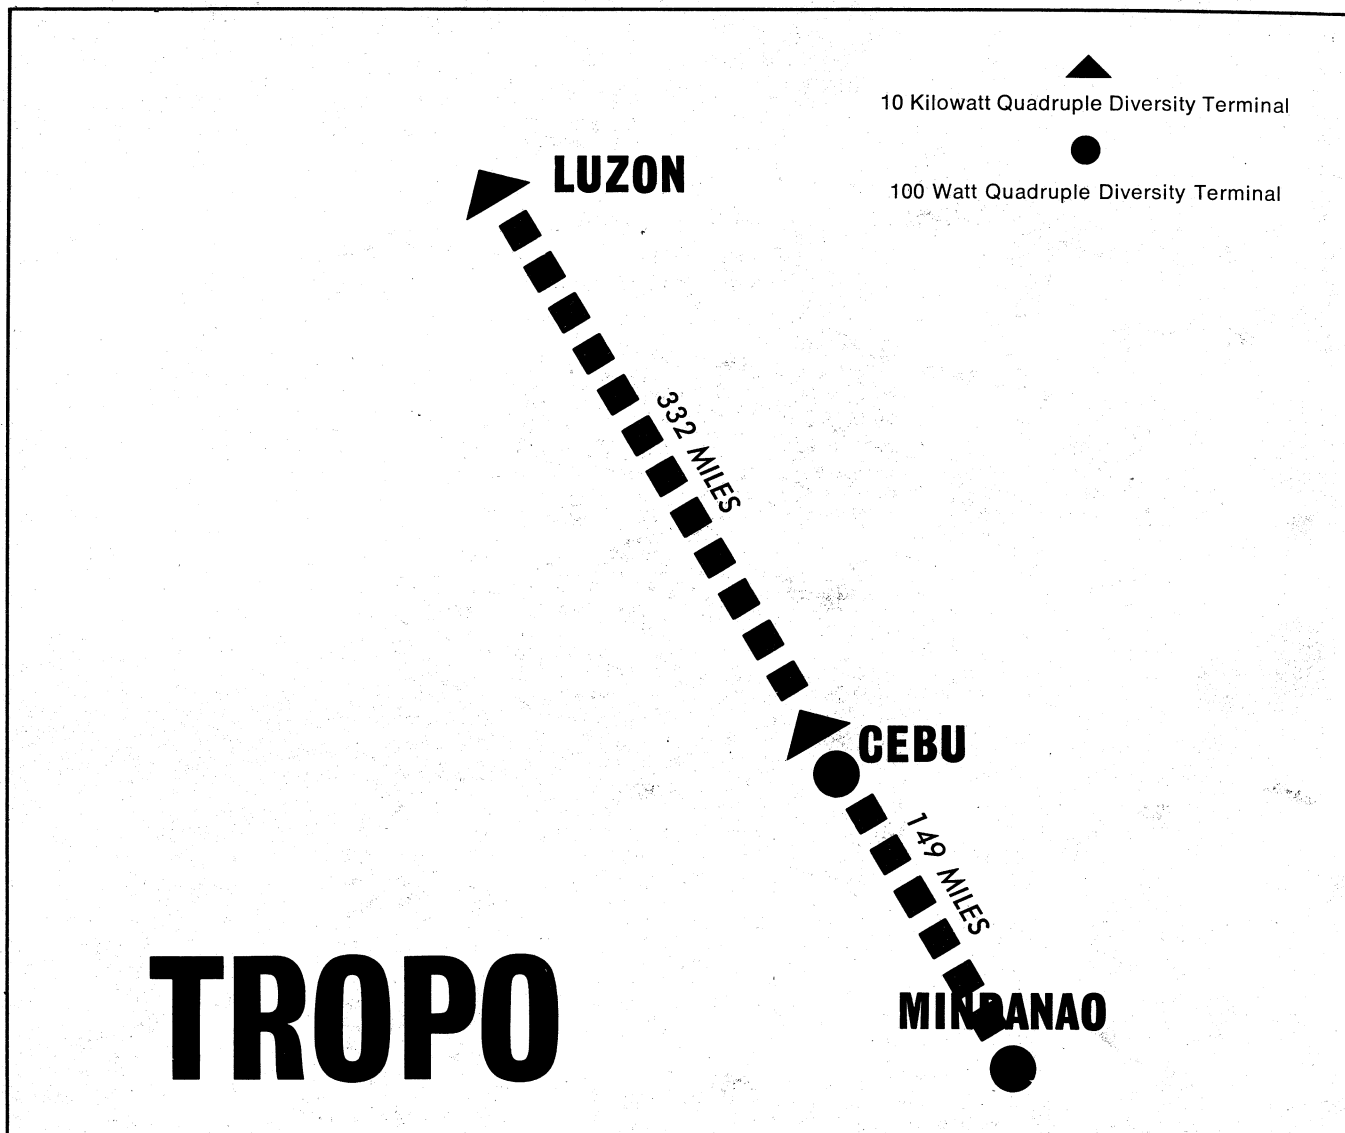 10 Kilowatt Quadruple Diversity Terminal
100 Watt Quadruple Diversity Terminal
LUZON
332 MILES
CEBU
149 MILES
MINDANAO
TROPO